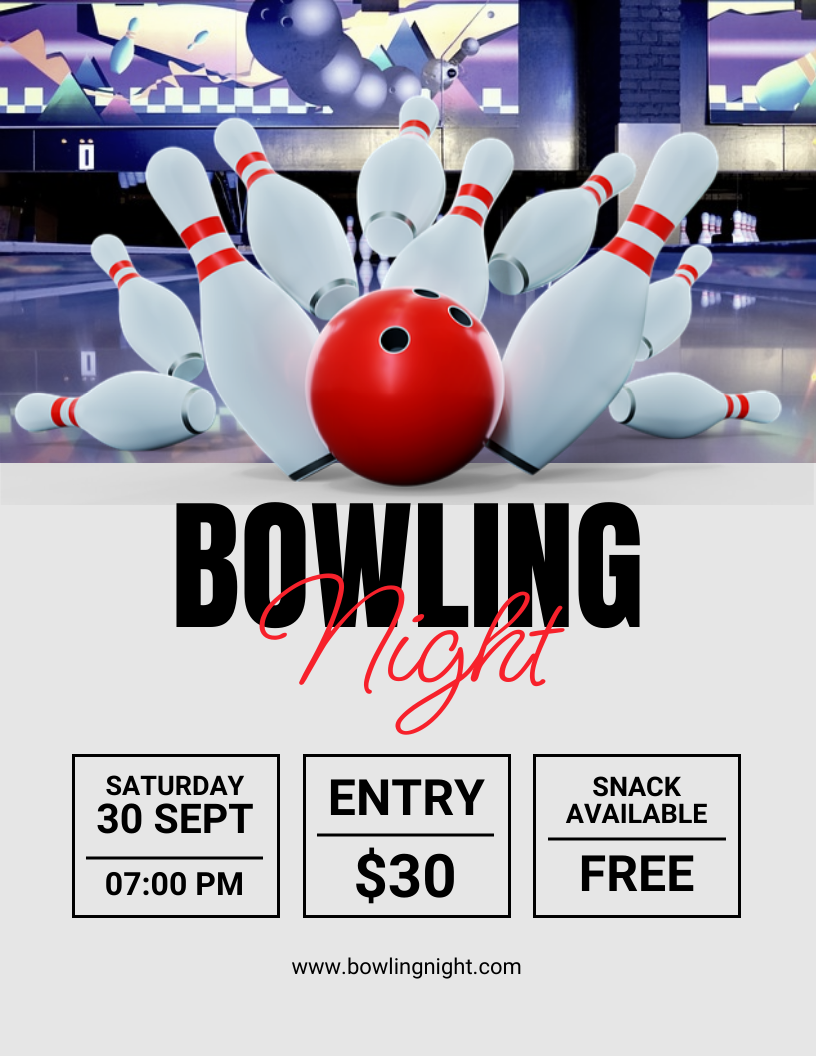 BOWLING
Night
SATURDAY
30 SEPT
07:00 PM
ENTRY
$30
SNACK
AVAILABLE
FREE
www.bowlingnight.com